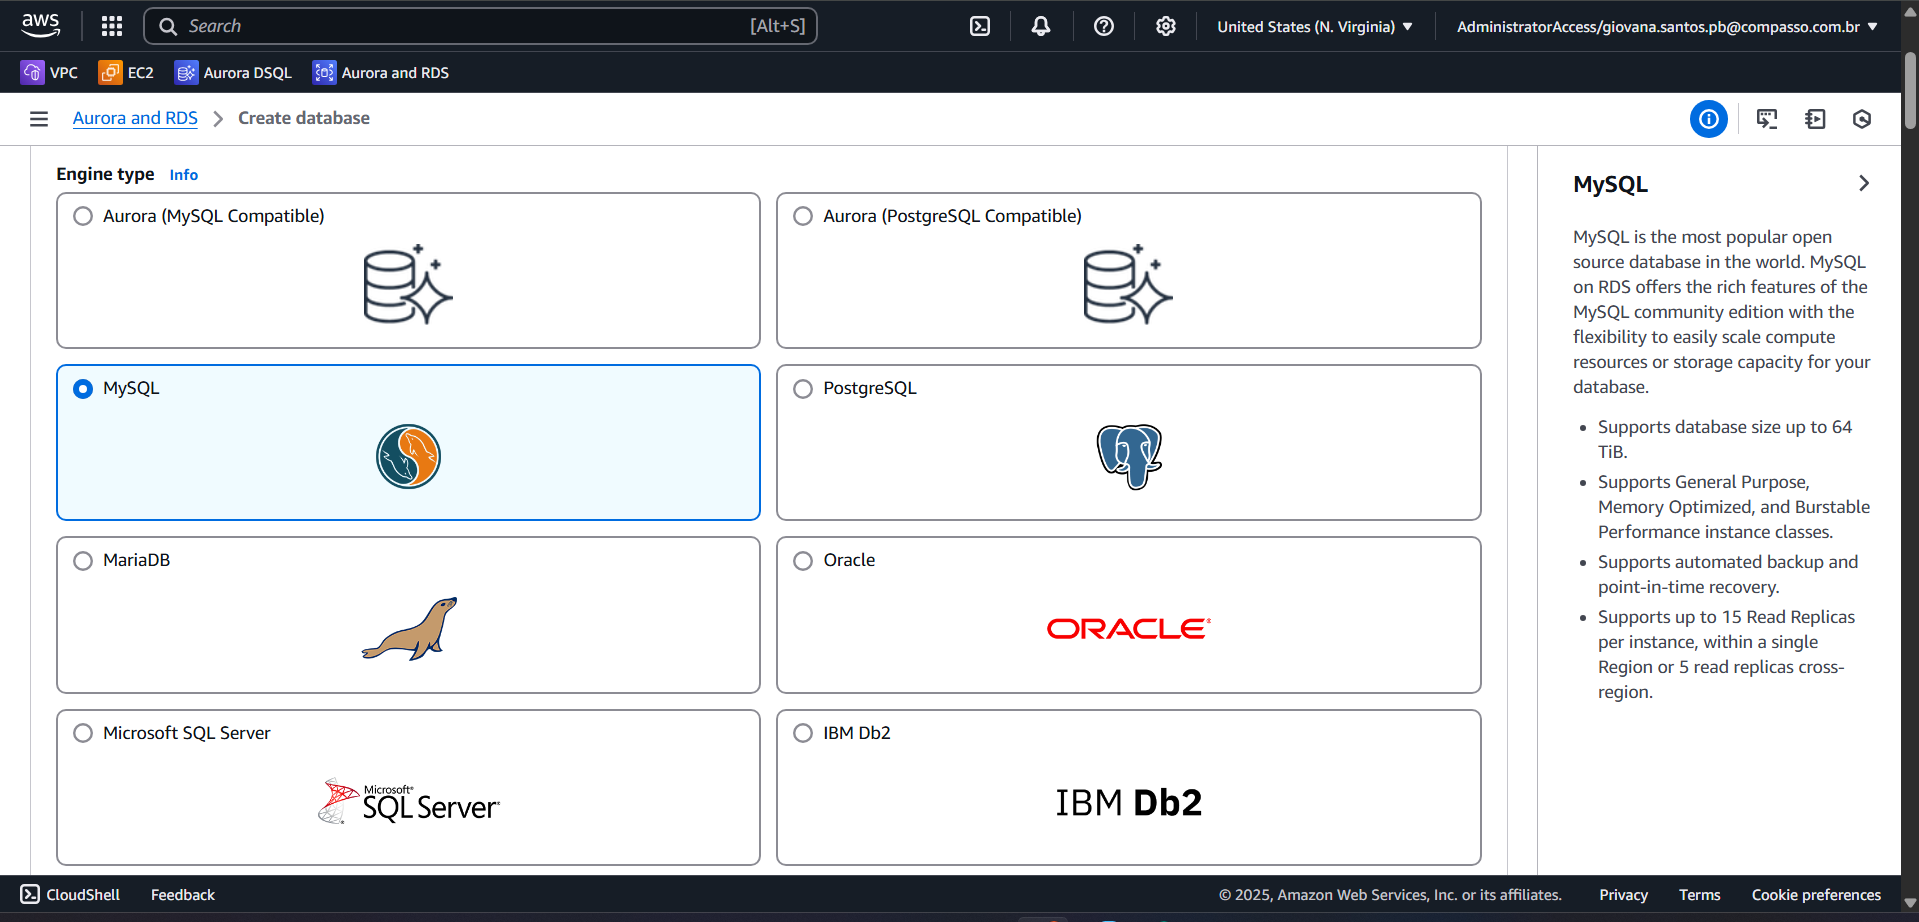 aws
Search [Alt+S]
United States (N. Virginia)
AdministratorAccess/giovana.santos.pb@compasso.com.br
VPC
EC2
Aurora DSQL
Aurora and RDS
Aurora and RDS
Create database
Engine type Info
Aurora (MySQL Compatible)
Aurora (PostgreSQL Compatible)
MySQL
PostgreSQL
MariaDB
Oracle
ORACLE®
Microsoft SQL Server
Microsoft®
SQL Server®
IBM Db2
IBM Db2
MySQL
MySQL is the most popular open
source database in the world. MySQL
on RDS offers the rich features of the
MySQL community edition with the
flexibility to easily scale compute
resources or storage capacity for your
database.
• Supports database size up to 64
TiB.
• Supports General Purpose,
Memory Optimized, and Burstable
Performance instance classes.
• Supports automated backup and
point-in-time recovery.
• Supports up to 15 Read Replicas
per instance, within a single
Region or 5 read replicas cross-
region.
CloudShell
Feedback
© 2025, Amazon Web Services, Inc. or its affiliates.
Privacy
Terms
Cookie preferences